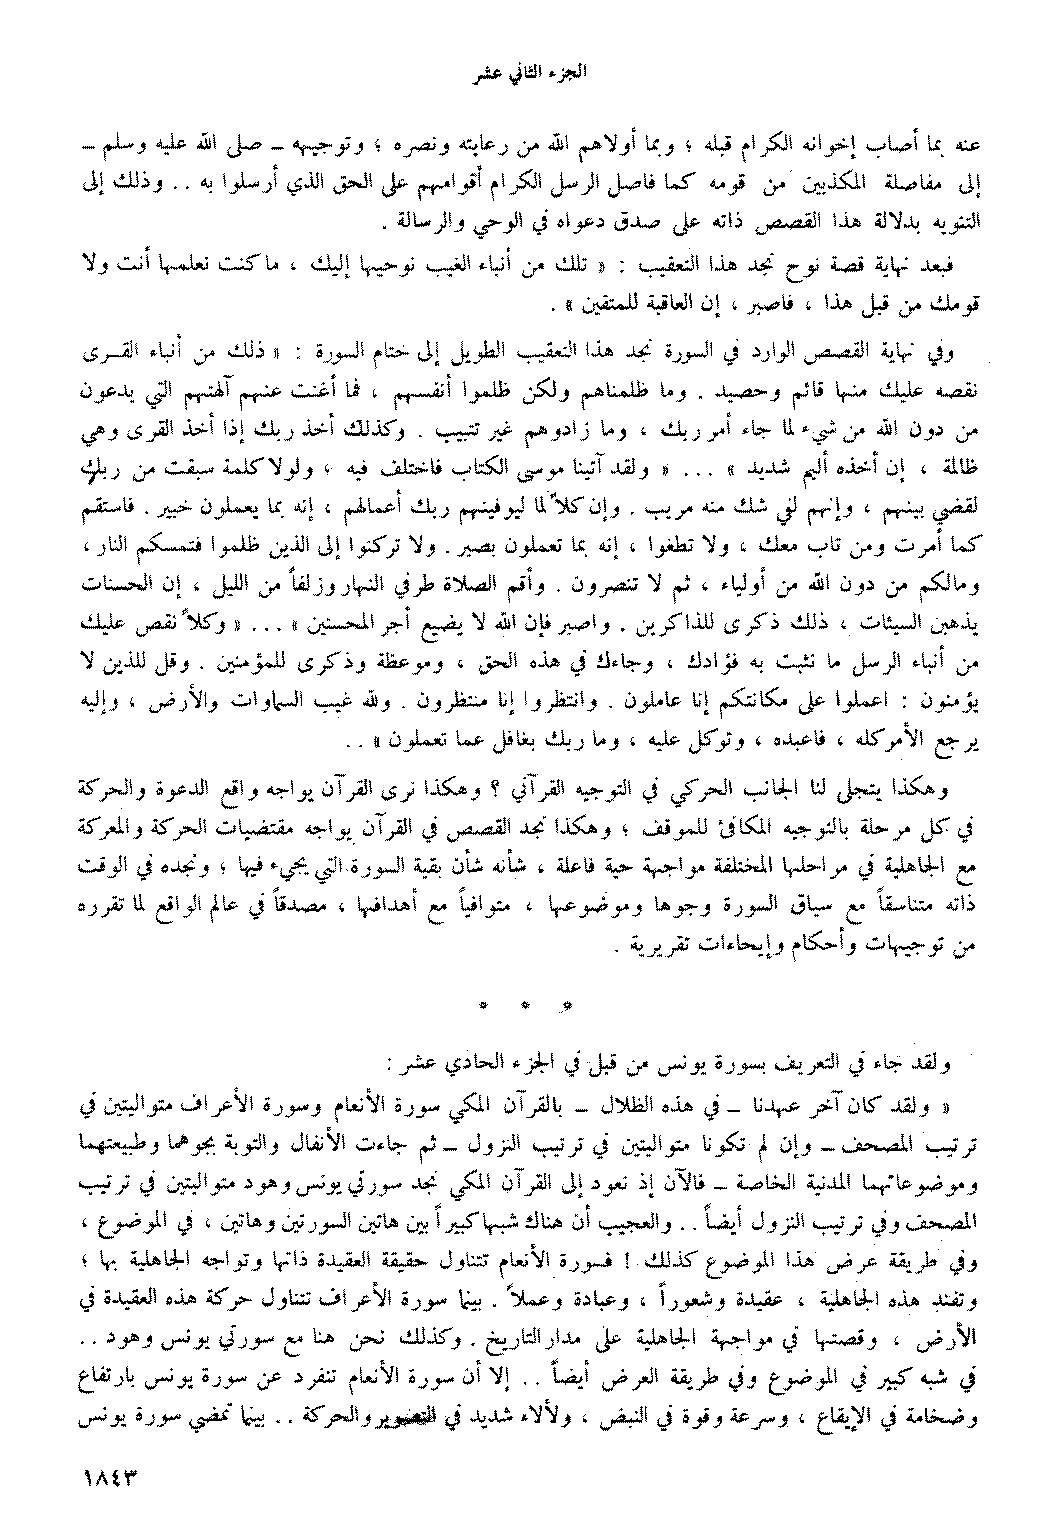 الجزء الثاني عشر
عنه بما أصاب إخوانه الكرام قبله ؛ وبما أولاهم الله من رعايته ونصره ؛ وتوجيهه – صلى الله عليه وسلم –
إلى مفاصلة المكذبين من قومه كما فاصل الرسل الكرام أقوامهم على الحق الذي أرسلوا به .. وذلك إلى
التنويه بدلالة هذا القصص ذاته على صدق دعواه في الوحي والرسالة .
فبعد نهاية قصة نوح نجد هذا التعقيب : « تلك من أنباء الغيب نوحيها إليك ، ما كنت تعلمها أنت ولا
قومك من قبل هذا ، فاصبر ، إن العاقبة للمتقين » .
وفي نهاية القصص الوارد في السورة نجد هذا التعقيب الطويل إلى ختام السورة : « ذلك من أنباء القرى
نقصه عليك منها قائم وحصيد . وما ظلمناهم ولكن ظلموا أنفسهم ، فما أغنت عنهم آلهتهم التي يدعون
من دون الله من شيء لما جاء أمر ربك ، وما زادوهم غير تتبيب . وكذلك أخذ ربك إذا أخذ القرى وهي
ظالمة ، إن أخذه أليم شديد » ... « ولقد آتينا موسى الكتاب فاختلف فيه ، ولولا كلمة سبقت من ربك
لقضي بينهم ، وإنهم لفي شك منه مريب . وإن كلاً لما ليوفينهم ربك أعمالهم ، إنه بما يعملون خبير . فاستقم
كما أمرت ومن تاب معك ، ولا تطغوا ، إنه بما تعملون بصير . ولا تركنوا إلى الذين ظلموا فتمسكم النار ،
ومالكم من دون الله من أولياء ، ثم لا تنصرون . وأقم الصلاة طرفي النهار وزلفاً من الليل ، إن الحسنات
يذهبن السيئات ، ذلك ذكرى للذاكرين . واصبر فإن الله لا يضيع أجر المحسنين » ... « وكلاً نقص عليك
من أنباء الرسل ما نثبت به فؤادك ، وجاءك في هذه الحق ، وموعظة وذكرى للمؤمنين . وقل للذين لا
يؤمنون : اعملوا على مكانتكم إنا عاملون . وانتظروا إنا منتظرون . ولله غيب السماوات والأرض ، وإليه
يرجع الأمر كله ، فاعبده ، وتوكل عليه ، وما ربك بغافل عما تعملون » ..
وهكذا يتجلى لنا الجانب الحركي في التوجيه القرآني ؟ وهكذا نرى القرآن يواجه واقع الدعوة والحركة
في كل مرحلة بالتوجيه المكافئ للموقف ؛ وهكذا نجد القصص في القرآن يواجه مقتضيات الحركة والمعركة
مع الجاهلية في مراحلها المختلفة مواجهة حية فاعلة ، شأنه شأن بقية السورة التي يجيء فيها ؛ ونجده في الوقت
ذاته متناسقاً مع سياق السورة وجوها وموضوعها ، متوافياً مع أهدافها ، مصدقاً في عالم الواقع لما تقرره
من توجيهات وأحكام وإيحاءات تقريرية .
* * *
ولقد جاء في التعريف بسورة يونس من قبل في الجزء الحادي عشر :
« ولقد كان آخر عهدنا – في هذه الظلال – بالقرآن المكي سورة الأنعام وسورة الأعراف متواليتين في
ترتيب المصحف – وإن لم تكونا متواليتين في ترتيب النزول – ثم جاءت الأنفال والتوبة بجوهما وطبيعتهما
وموضوعاتهما المدنية الخاصة – فالآن إذ نعود إلى القرآن المكي نجد سورتي يونس وهود متواليتين في ترتيب
المصحف وفي ترتيب النزول أيضاً .. والعجيب أن هناك شبهاً كبيراً بين هاتين السورتين وهاتين ، في الموضوع ،
وفي طريقة عرض هذا الموضوع كذلك ! فسورة الأنعام تتناول حقيقة العقيدة ذاتها وتواجه الجاهلية بها ؛
وتفند هذه الجاهلية ، عقيدة وشعوراً ، وعبادة وعملاً . بينما سورة الأعراف تتناول حركة هذه العقيدة في
الأرض ، وقصتها في مواجهة الجاهلية على مدار التاريخ . وكذلك نحن هنا مع سورتي يونس وهود ..
في شبه كبير في الموضوع وفي طريقة العرض أيضاً .. إلا أن سورة الأنعام تنفرد عن سورة يونس بارتفاع
وضخامة في الإيقاع ، وسرعة وقوة في النبض ، ولألاء شديد في التصوير والحركة .. بينما تمضي سورة يونس
١٨٤٣